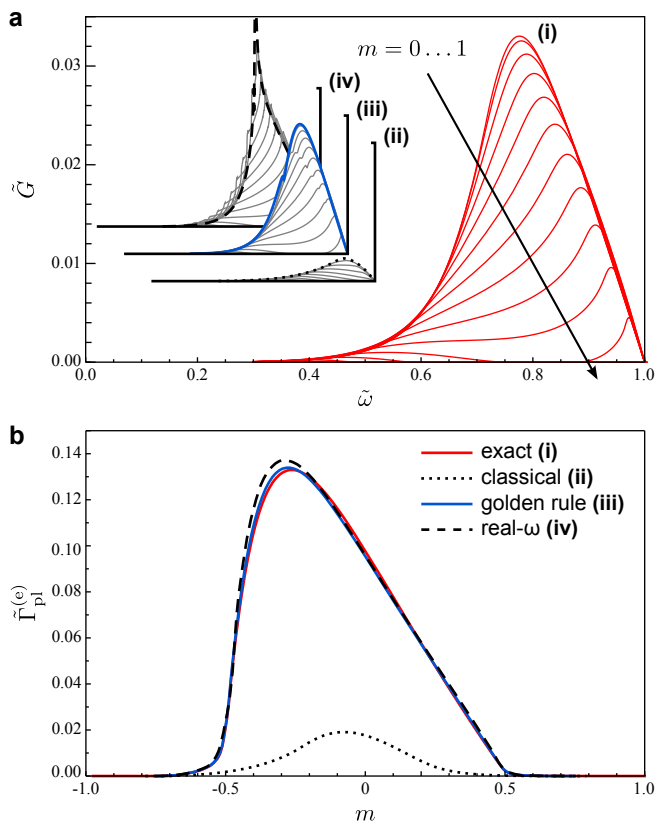 a
(i)
m = 0 … 1
(iv)
(iii)
(ii)
G̃
0.03
0.02
0.01
0.00
0.0 0.2 0.4 0.6 0.8 1.0
ω̃
b
exact (i)
classical (ii)
golden rule (iii)
real-ω (iv)
Γ̃pl(e)
0.14
0.12
0.10
0.08
0.06
0.04
0.02
0.00
-1.0 -0.5 0 0.5 1.0
m